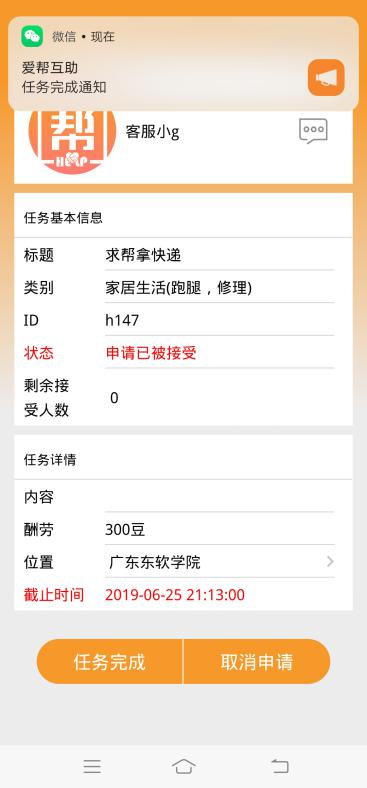 微信 • 现在
爱帮互助
任务完成通知
帮
HELP
客服小g
任务基本信息
标题 求帮拿快递
类别 家居生活(跑腿，修理)
ID h147
状态 申请已被接受
剩余接
受人数 0
任务详情
内容
酬劳 300豆
位置 广东东软学院
截止时间 2019-06-25 21:13:00
任务完成 取消申请